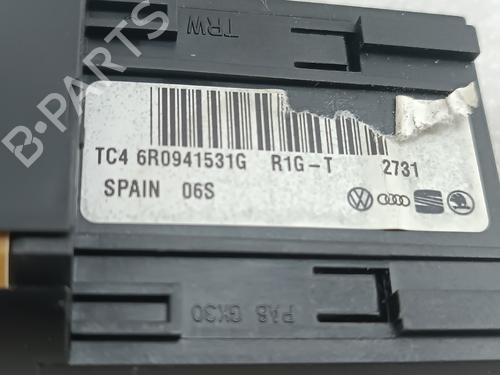 TRW
B-PARTS
TC4 6R0941531G R1G-T 2731
SPAIN 06S
PA6 GK30